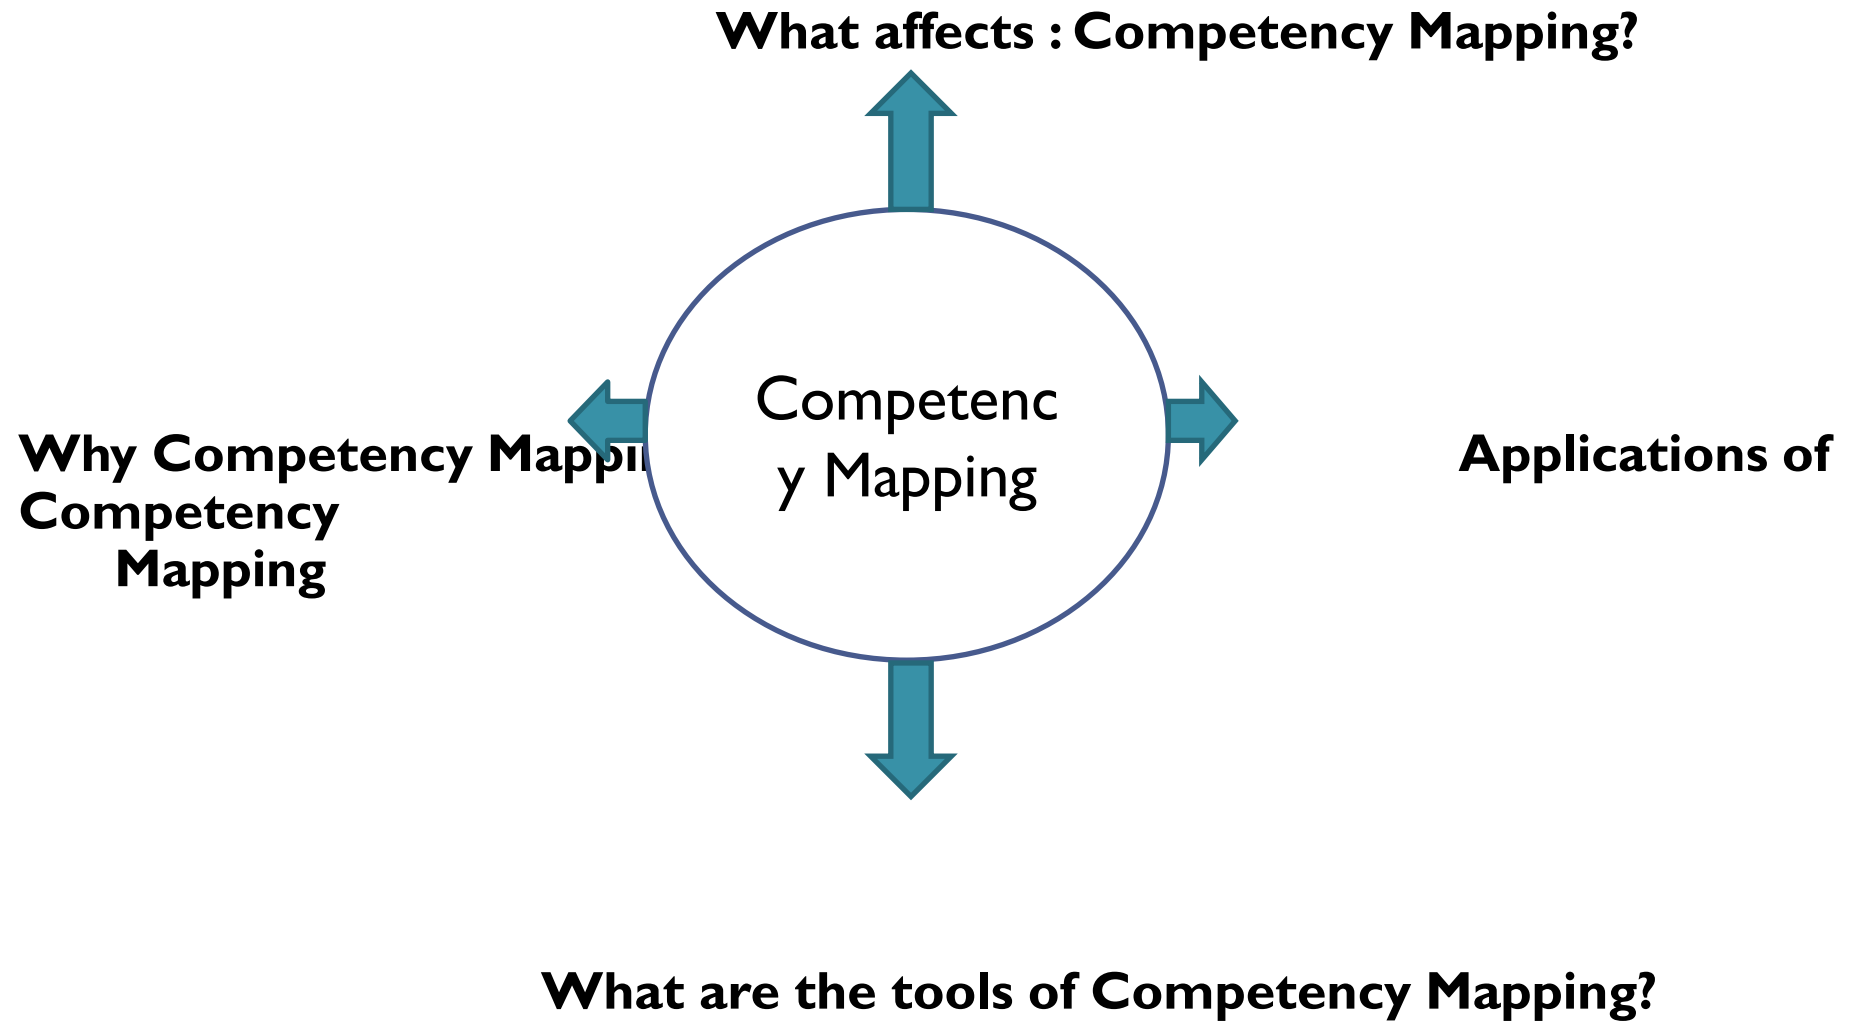 What affects : Competency Mapping?
Competenc
y Mapping
Why Competency Applications of
Competency
Mapping
What are the tools of Competency Mapping?